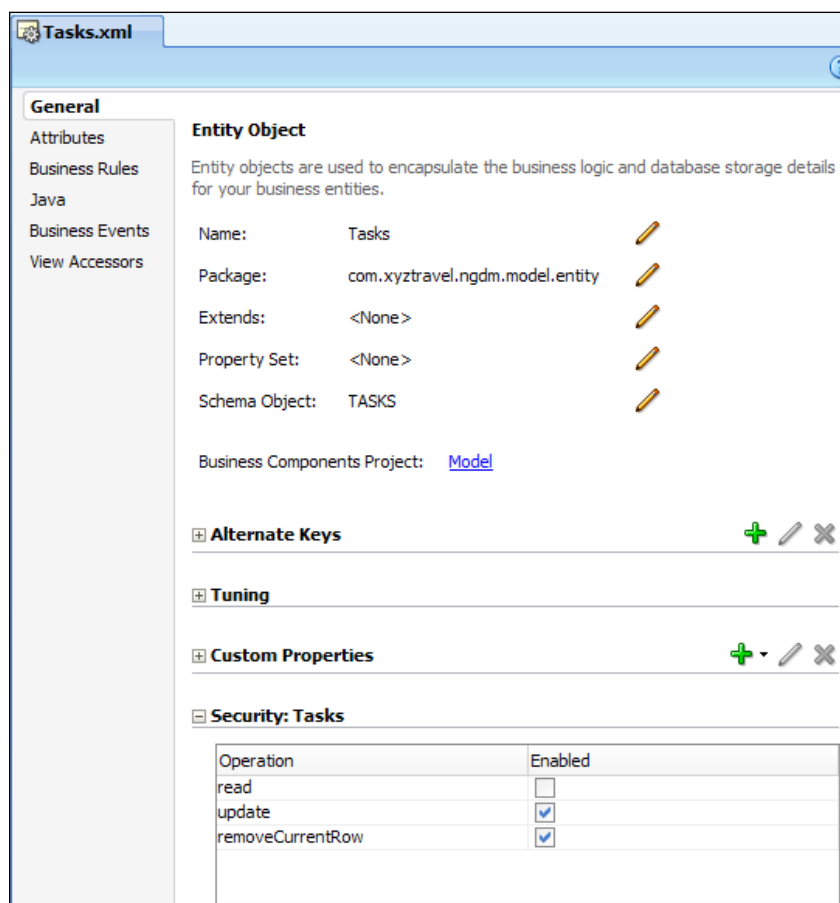 Tasks.xml
General
Attributes
Business Rules
Java
Business Events
View Accessors
Entity Object
Entity objects are used to encapsulate the business logic and database storage details
for your business entities.
Name: Tasks
Package: com.xyztravel.ngdm.model.entity
Extends: <None>
Property Set: <None>
Schema Object: TASKS
Business Components Project: Model
Alternate Keys
Tuning
Custom Properties
Security: Tasks
Operation Enabled
read
update
removeCurrentRow